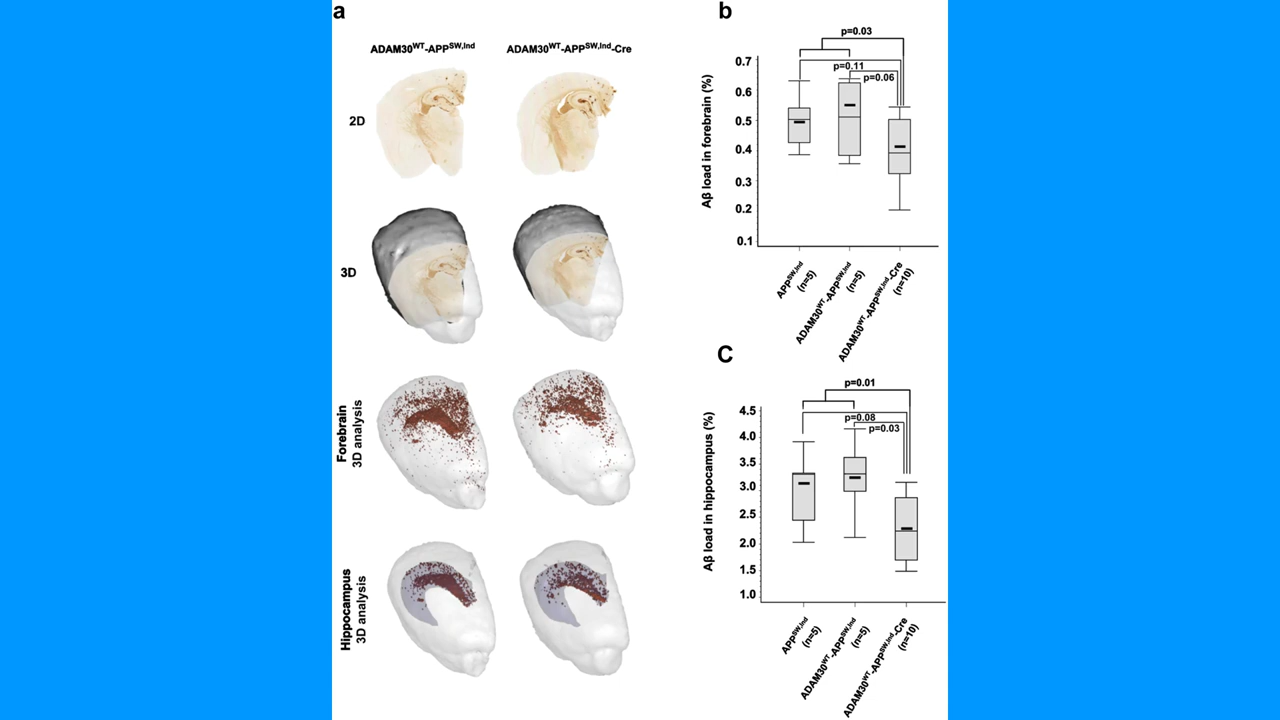 a
ADAM30WT-APPSW,Ind
ADAM30WT-APPSW,Ind-Cre
2D
3D
Forebrain
3D analysis
Hippocampus
3D analysis
b
p=0.03
p=0.11
p=0.06
Aβ load in forebrain (%)
0.7
0.6
0.5
0.4
0.3
0.2
0.1
APPSW,Ind
(n=5)
ADAM30WT-APPSW,Ind
(n=5)
ADAM30WT-APPSW,Ind-Cre
(n=10)
C
p=0.01
p=0.08
p=0.03
Aβ load in hippocampus (%)
4.5
4.0
3.5
3.0
2.5
2.0
1.5
1.0
APPSW,Ind
(n=5)
ADAM30WT-APPSW,Ind
(n=5)
ADAM30WT-APPSW,Ind-Cre
(n=10)